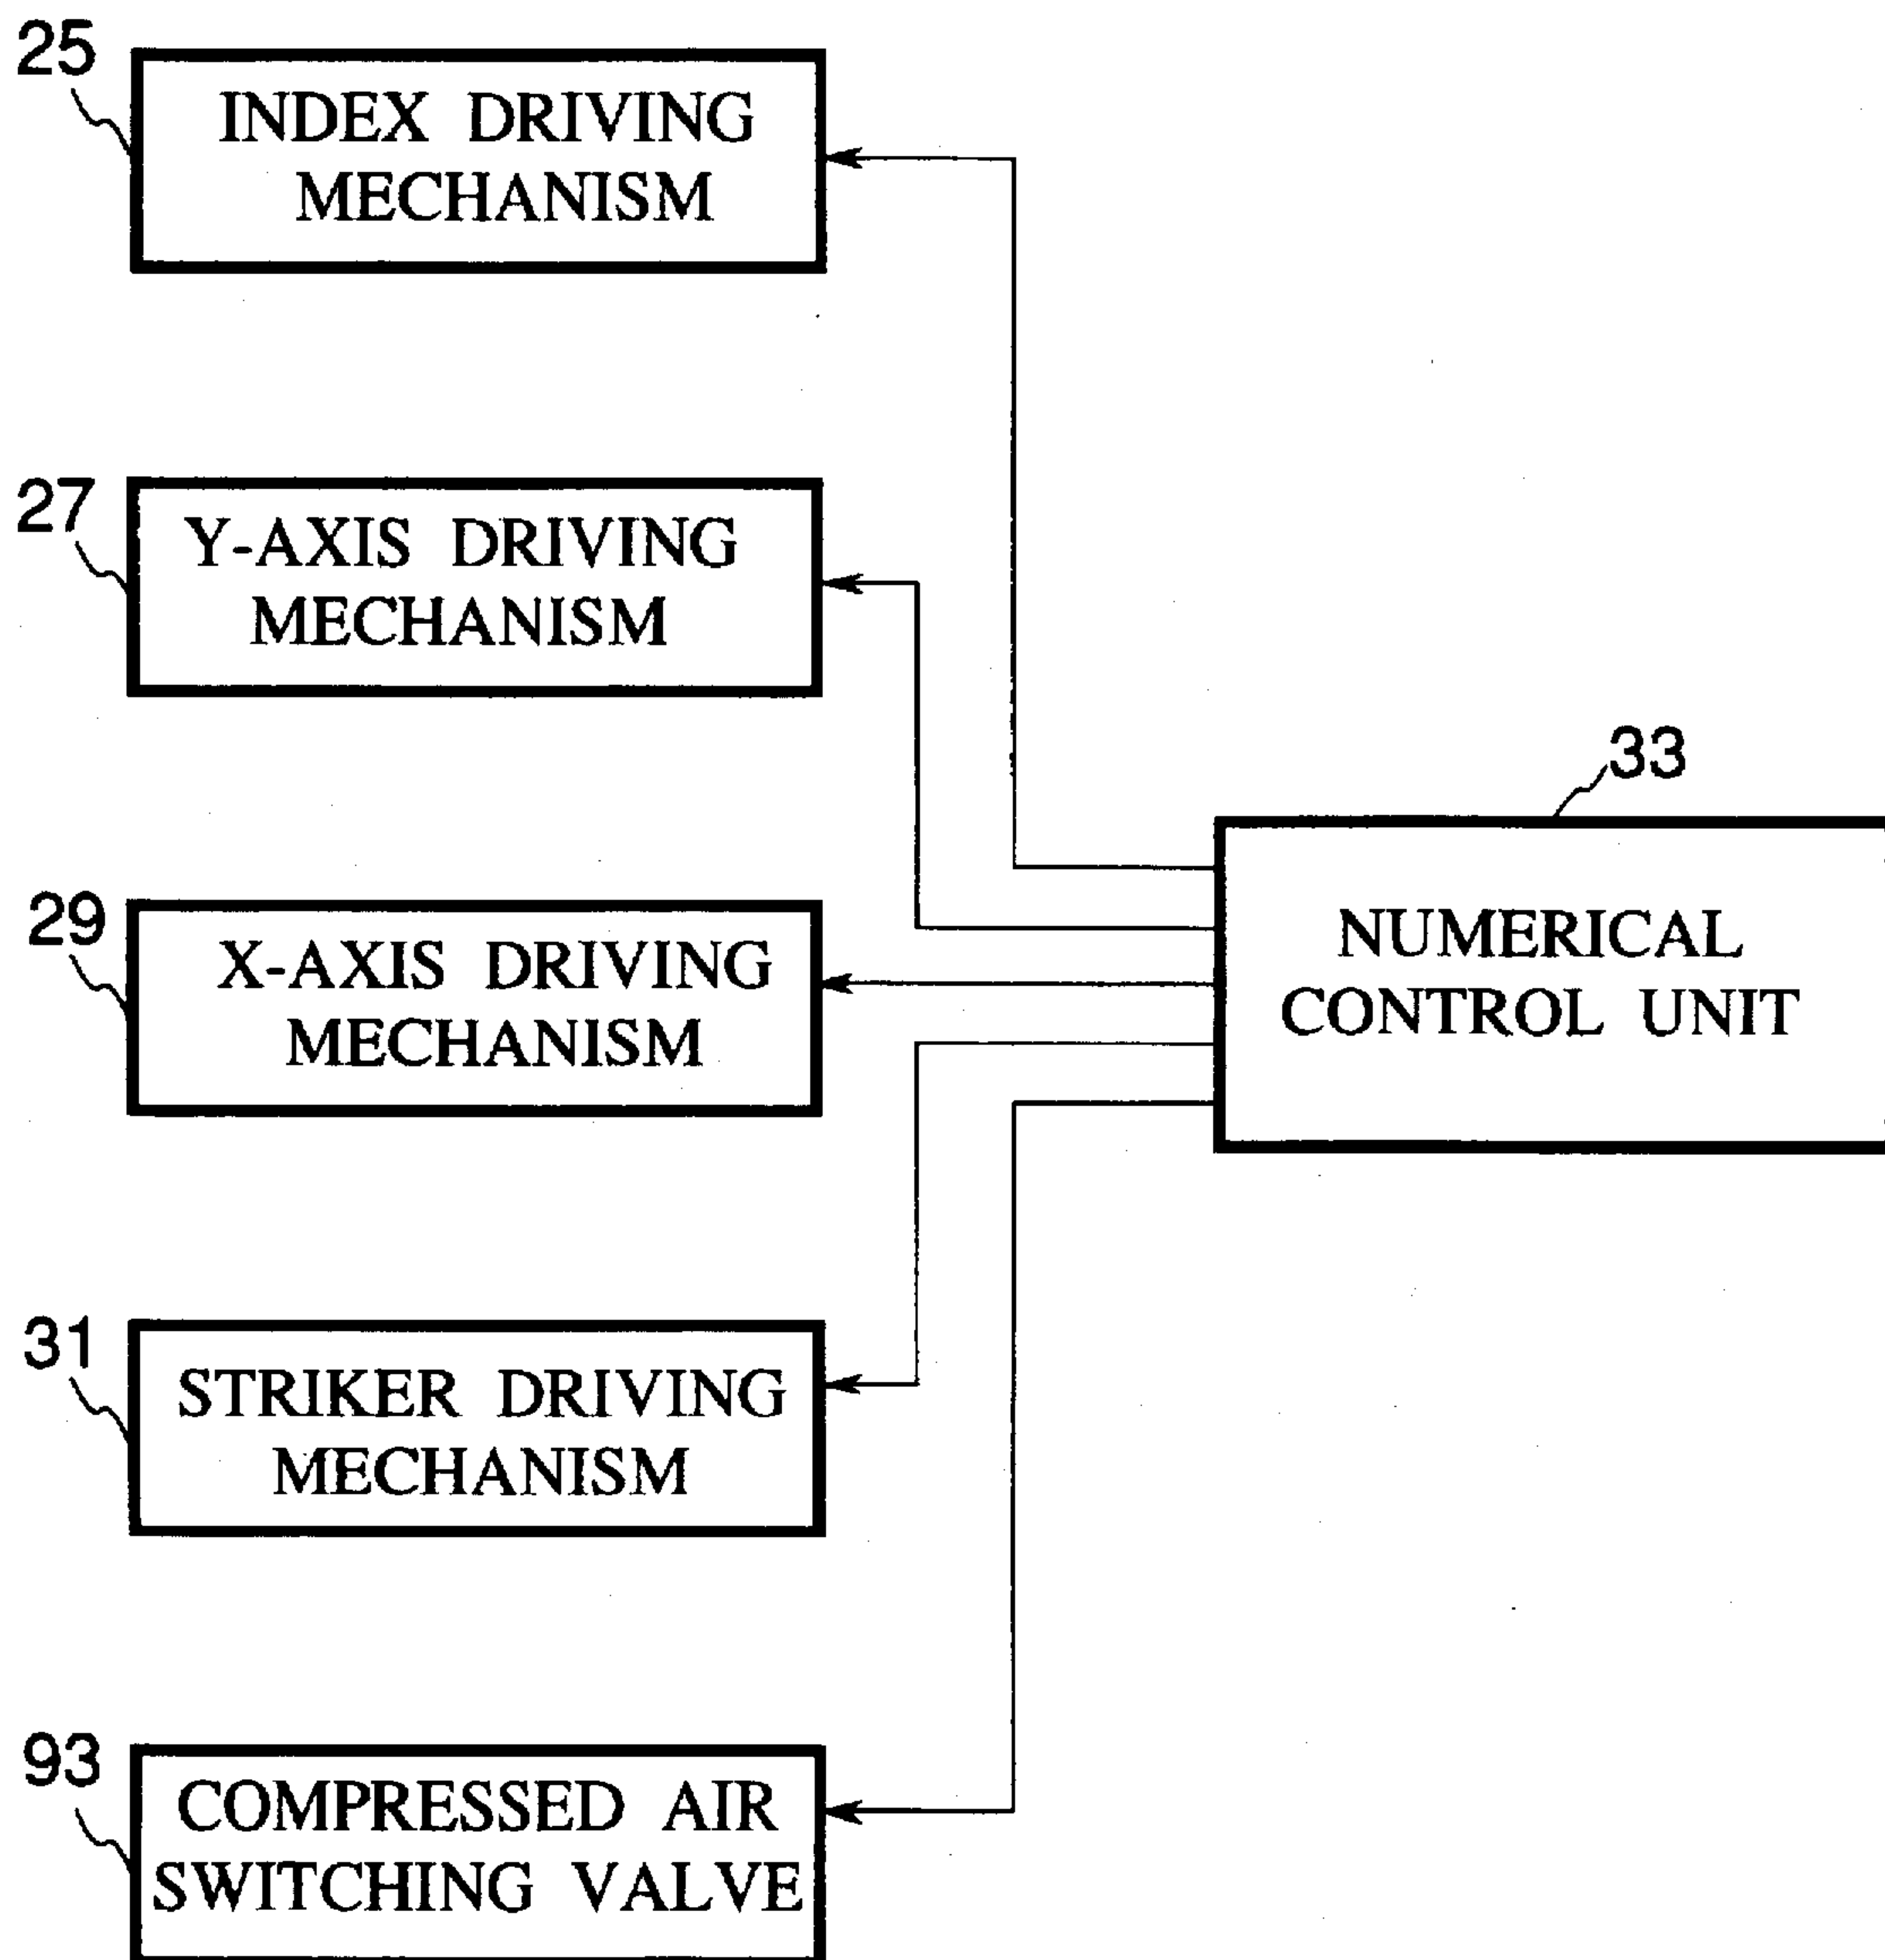 25
INDEX DRIVING
MECHANISM
27
Y-AXIS DRIVING
MECHANISM
33
29
X-AXIS DRIVING
MECHANISM
NUMERICAL
CONTROL UNIT
31
STRIKER DRIVING
MECHANISM
93
COMPRESSED AIR
SWITCHING VALVE